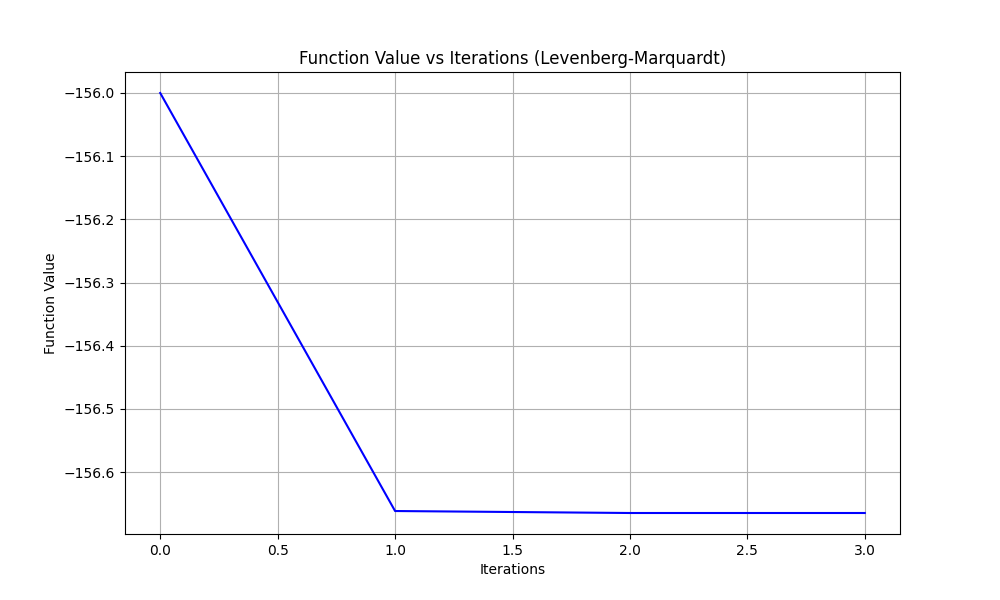 Function Value vs Iterations (Levenberg-Marquardt)
−156.0
−156.1
−156.2
−156.3
−156.4
−156.5
−156.6
Function Value
0.0 0.5 1.0 1.5 2.0 2.5 3.0
Iterations